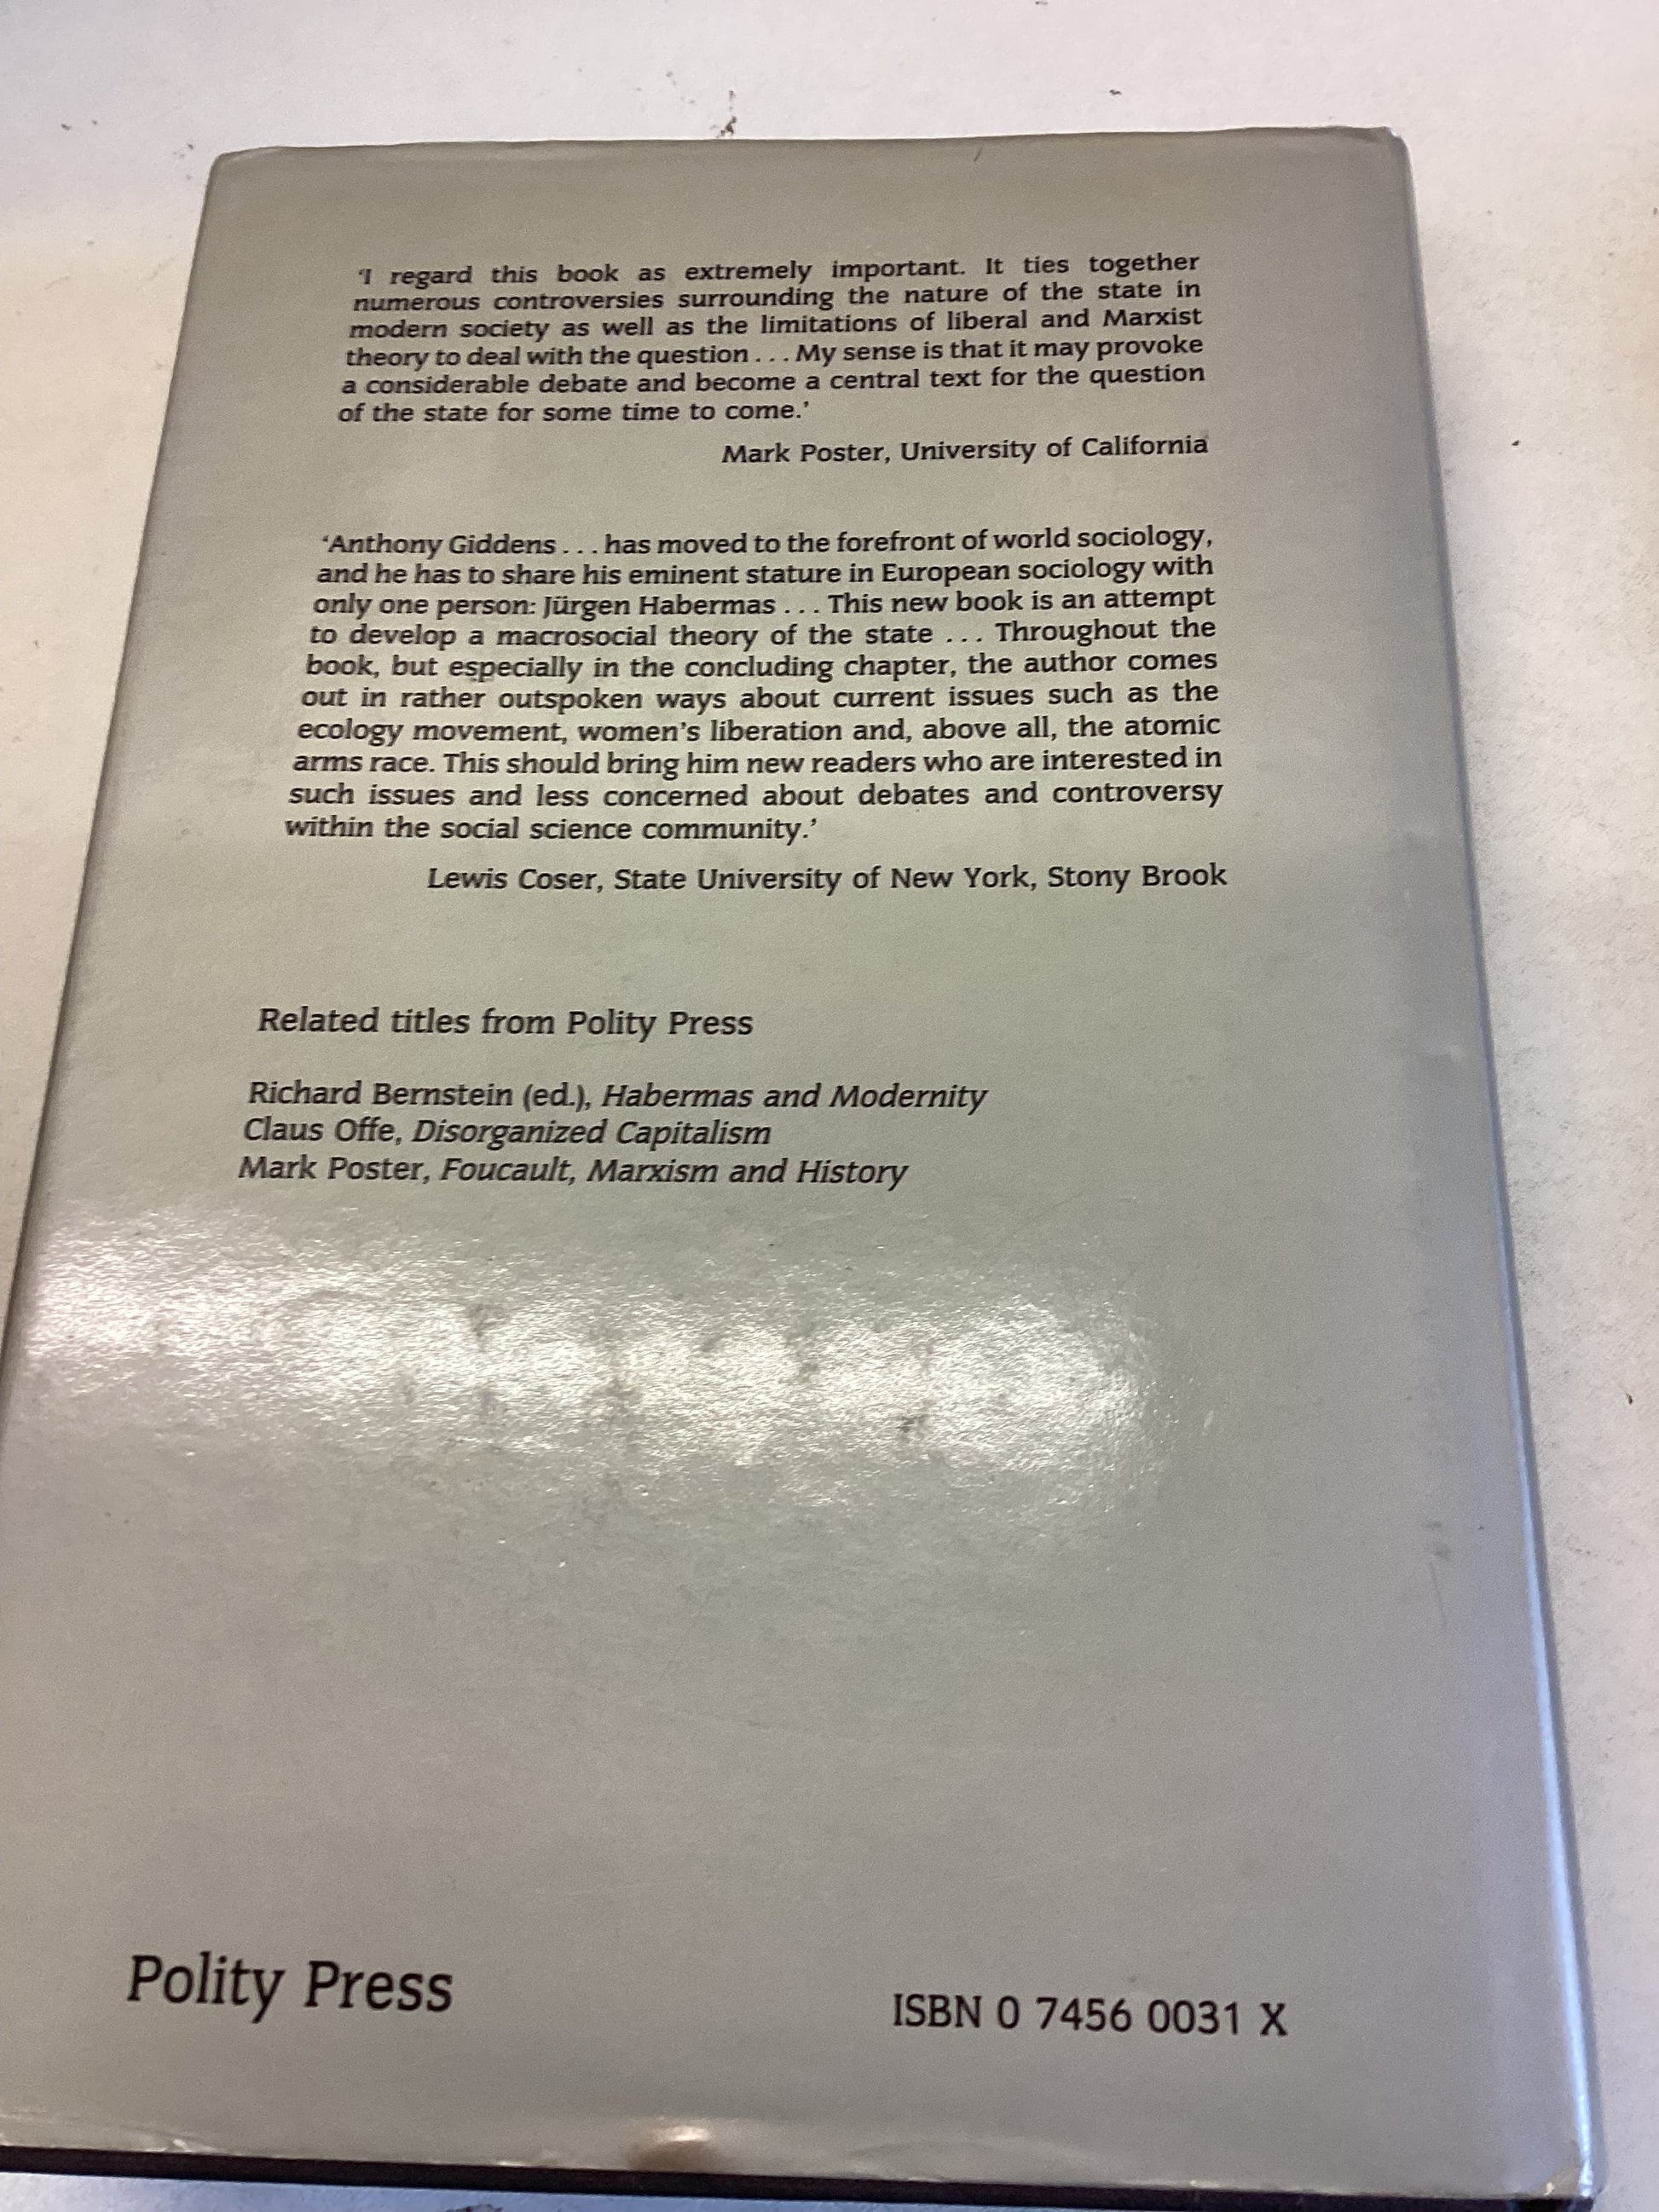 ‘I regard this book as extremely important. It ties together
numerous controversies surrounding the nature of the state in
modern society as well as the limitations of liberal and Marxist
theory to deal with the question . . . My sense is that it may provoke
a considerable debate and become a central text for the question
of the state for some time to come.’
Mark Poster, University of California
‘Anthony Giddens . . . has moved to the forefront of world sociology,
and he has to share his eminent stature in European sociology with
only one person: Jürgen Habermas . . . This new book is an attempt
to develop a macrosocial theory of the state . . . Throughout the
book, but especially in the concluding chapter, the author comes
out in rather outspoken ways about current issues such as the
ecology movement, women’s liberation and, above all, the atomic
arms race. This should bring him new readers who are interested in
such issues and less concerned about debates and controversy
within the social science community.’
Lewis Coser, State University of New York, Stony Brook
Related titles from Polity Press
Richard Bernstein (ed.), Habermas and Modernity
Claus Offe, Disorganized Capitalism
Mark Poster, Foucault, Marxism and History
Polity Press
ISBN 0 7456 0031 X